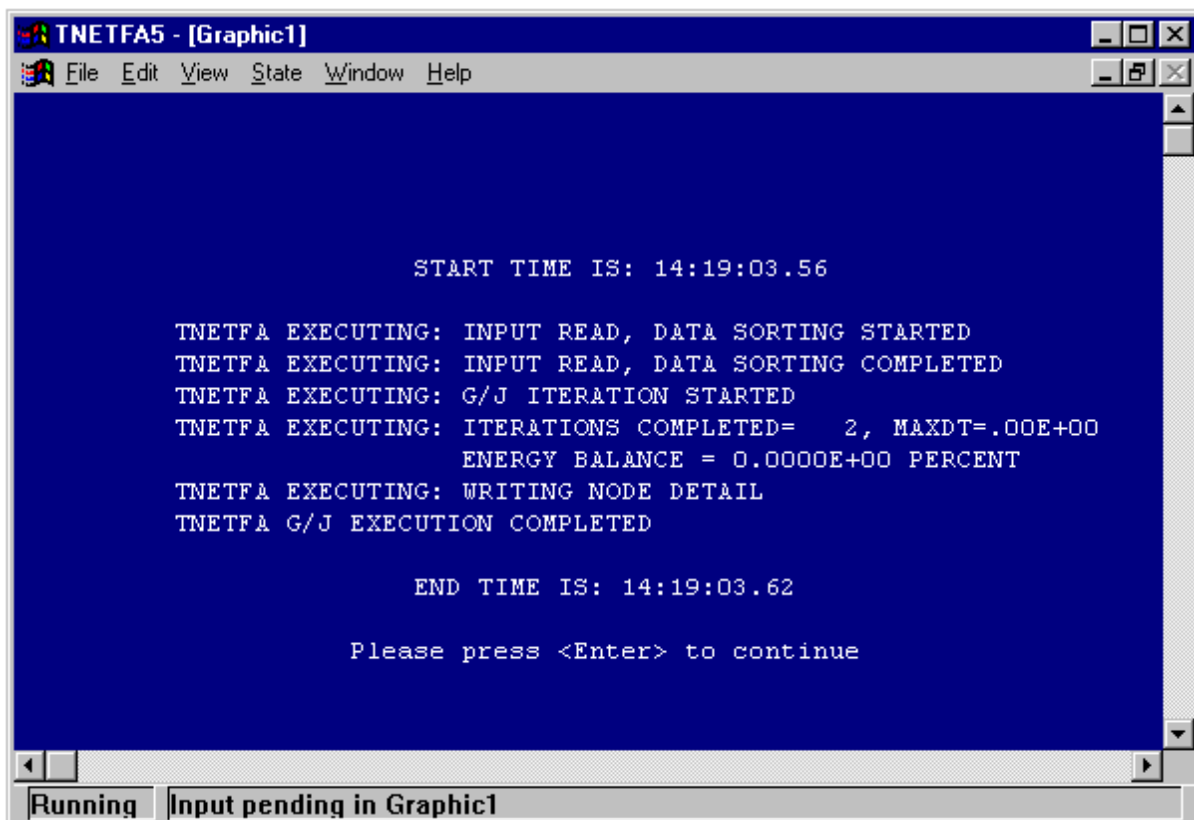 TNETFA5 - [Graphic1]
File Edit View State Window Help
START TIME IS: 14:19:03.56
TNETFA EXECUTING: INPUT READ, DATA SORTING STARTED
TNETFA EXECUTING: INPUT READ, DATA SORTING COMPLETED
TNETFA EXECUTING: G/J ITERATION STARTED
TNETFA EXECUTING: ITERATIONS COMPLETED=   2, MAXDT=.00E+00
ENERGY BALANCE = 0.0000E+00 PERCENT
TNETFA EXECUTING: WRITING NODE DETAIL
TNETFA G/J EXECUTION COMPLETED
END TIME IS: 14:19:03.62
Please press <Enter> to continue
Running Input pending in Graphic1